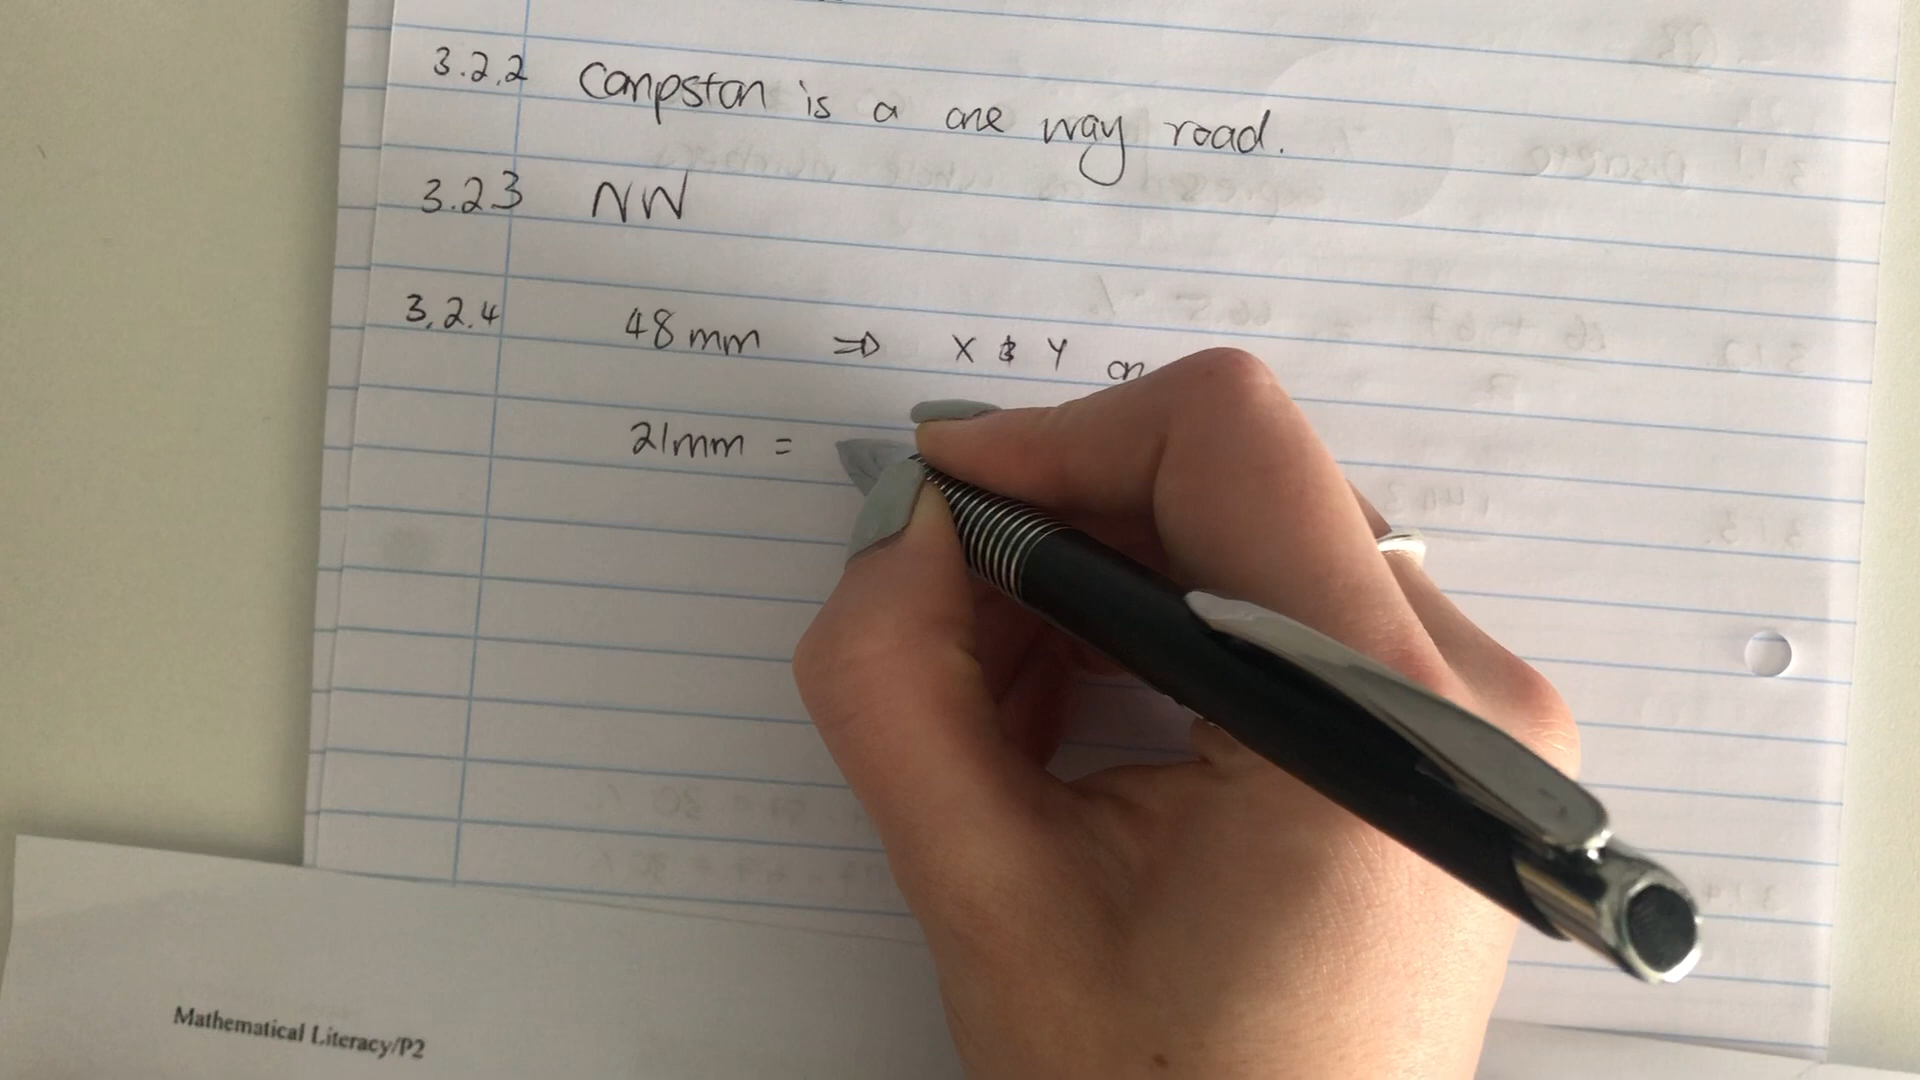 3.2.2 Campston is a one way road.
3.2.3 NW
3.2.4 48 mm ⇒ X & Y on
21mm =
Mathematical Literacy/P2